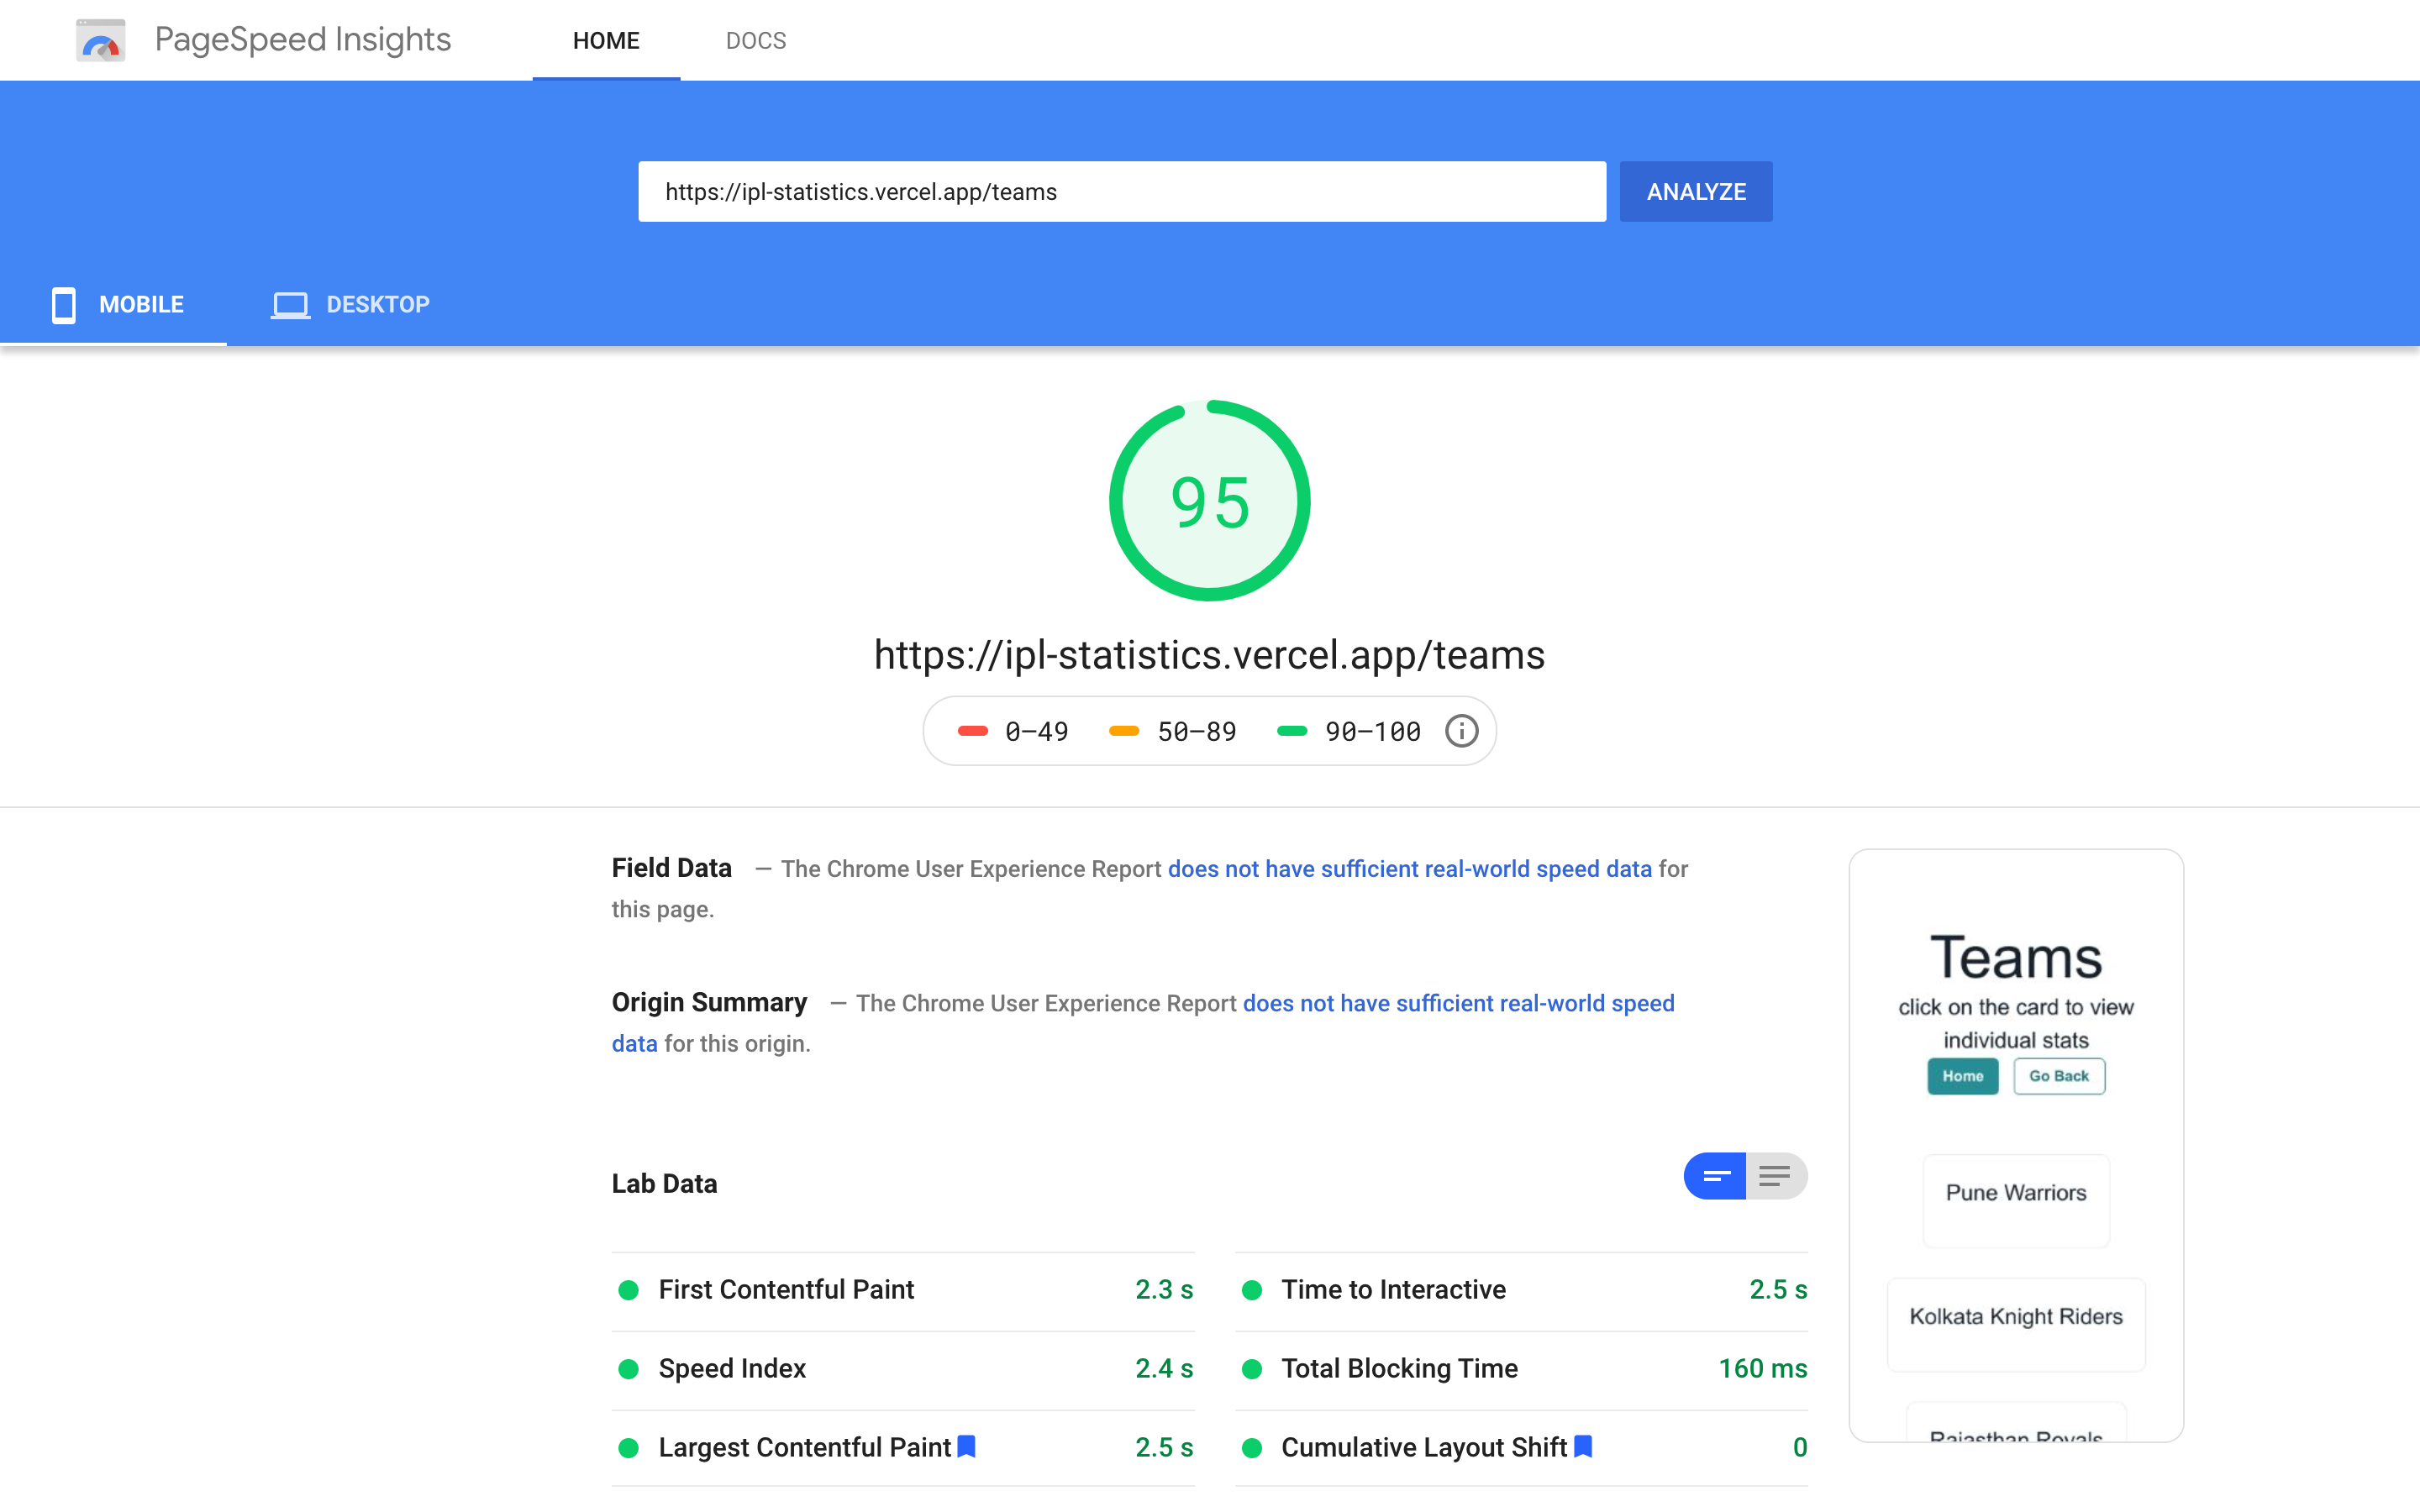 PageSpeed Insights
HOME
DOCS
https://ipl-statistics.vercel.app/teams
ANALYZE
MOBILE
DESKTOP
95
https://ipl-statistics.vercel.app/teams
0–49
50–89
90–100
Field Data — The Chrome User Experience Report does not have sufficient real-world speed data for
this page.
Origin Summary — The Chrome User Experience Report does not have sufficient real-world speed
data for this origin.
Lab Data
First Contentful Paint 2.3 s
Time to Interactive 2.5 s
Speed Index 2.4 s
Total Blocking Time 160 ms
Largest Contentful Paint 2.5 s
Cumulative Layout Shift 0
Teams
click on the card to view
individual stats
Home
Go Back
Pune Warriors
Kolkata Knight Riders
Rajasthan Royals